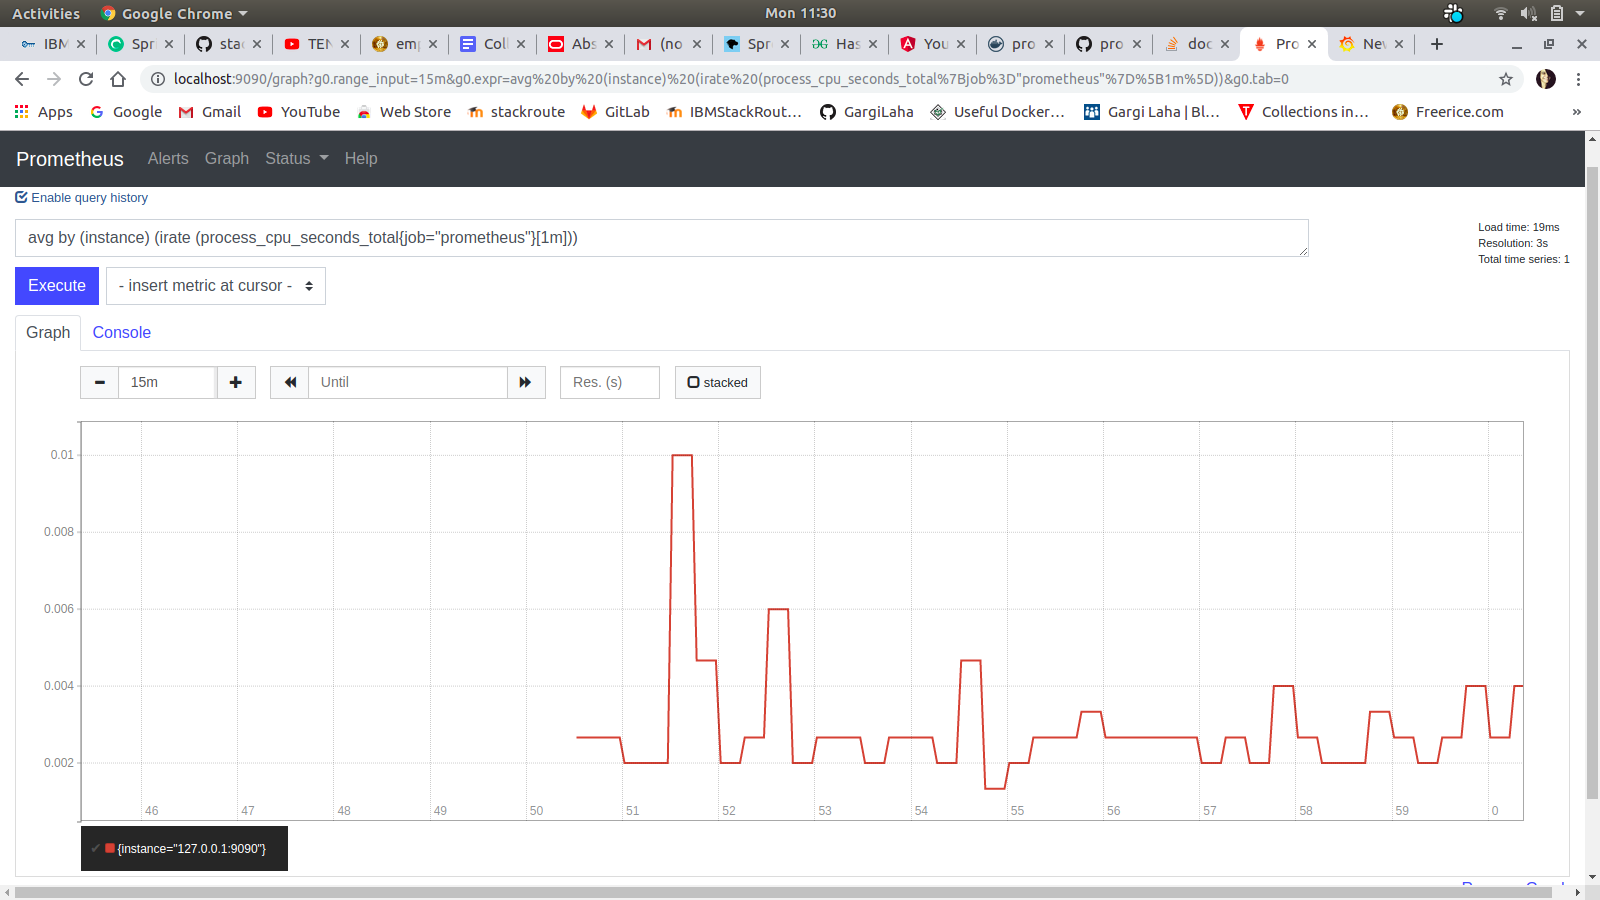 Activities Google Chrome Mon 11:30
IBM Spri stac TEN emp Coll Abs (no Spr Has You pro pro doc Pro Nev
localhost:9090/graph?g0.range_input=15m&g0.expr=avg%20by%20(instance)%20(irate%20(process_cpu_seconds_total%7Bjob%3D"prometheus"%7D%5B1m%5D))&g0.tab=0
Apps Google Gmail YouTube Web Store stackroute GitLab IBMStackRout... GargiLaha Useful Docker... Gargi Laha | Bl... Collections in... Freerice.com »
Prometheus Alerts Graph Status Help
Enable query history
avg by (instance) (irate (process_cpu_seconds_total{job="prometheus"}[1m]))
Load time: 19ms
Resolution: 3s
Total time series: 1
Execute - insert metric at cursor -
Graph Console
15m Until Res. (s) stacked
0.01
0.008
0.006
0.004
0.002
46 47 48 49 50 51 52 53 54 55 56 57 58 59 0
{instance="127.0.0.1:9090"}